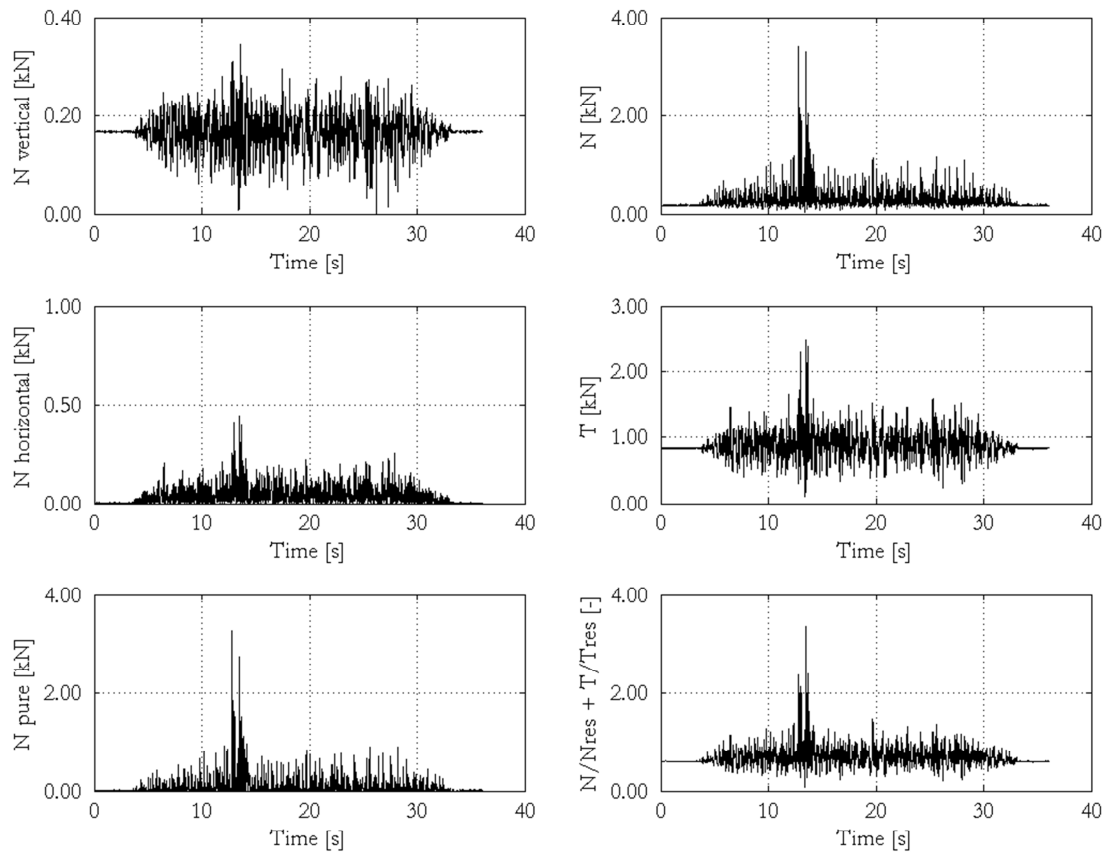 N vertical [kN]
0.40
0.20
0.00
0 10 20 30 40
Time [s]
N [kN]
4.00
2.00
0.00
0 10 20 30 40
Time [s]
N horizontal [kN]
1.00
0.50
0.00
0 10 20 30 40
Time [s]
T [kN]
3.00
2.00
1.00
0.00
0 10 20 30 40
Time [s]
N pure [kN]
4.00
2.00
0.00
0 10 20 30 40
Time [s]
N/Nres + T/Tres [-]
4.00
2.00
0.00
0 10 20 30 40
Time [s]